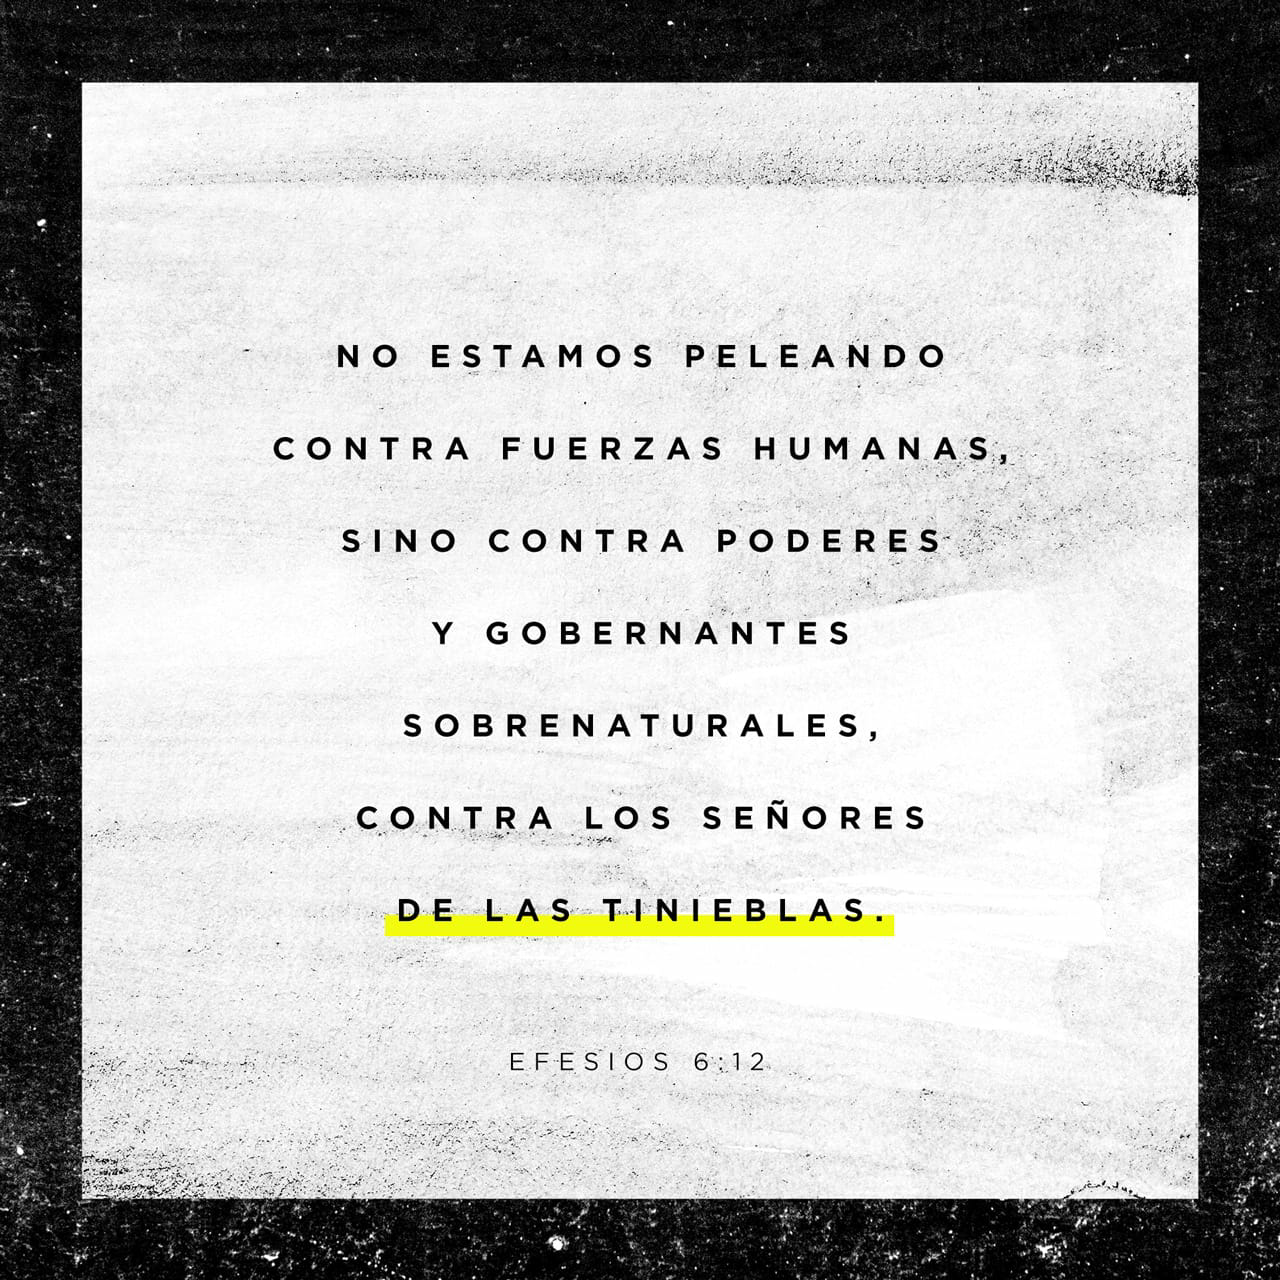 NO ESTAMOS PELEANDO
CONTRA FUERZAS HUMANAS,
SINO CONTRA PODERES
Y GOBERNANTES
SOBRENATURALES,
CONTRA LOS SEÑORES
DE LAS TINIEBLAS.
EFESIOS 6:12